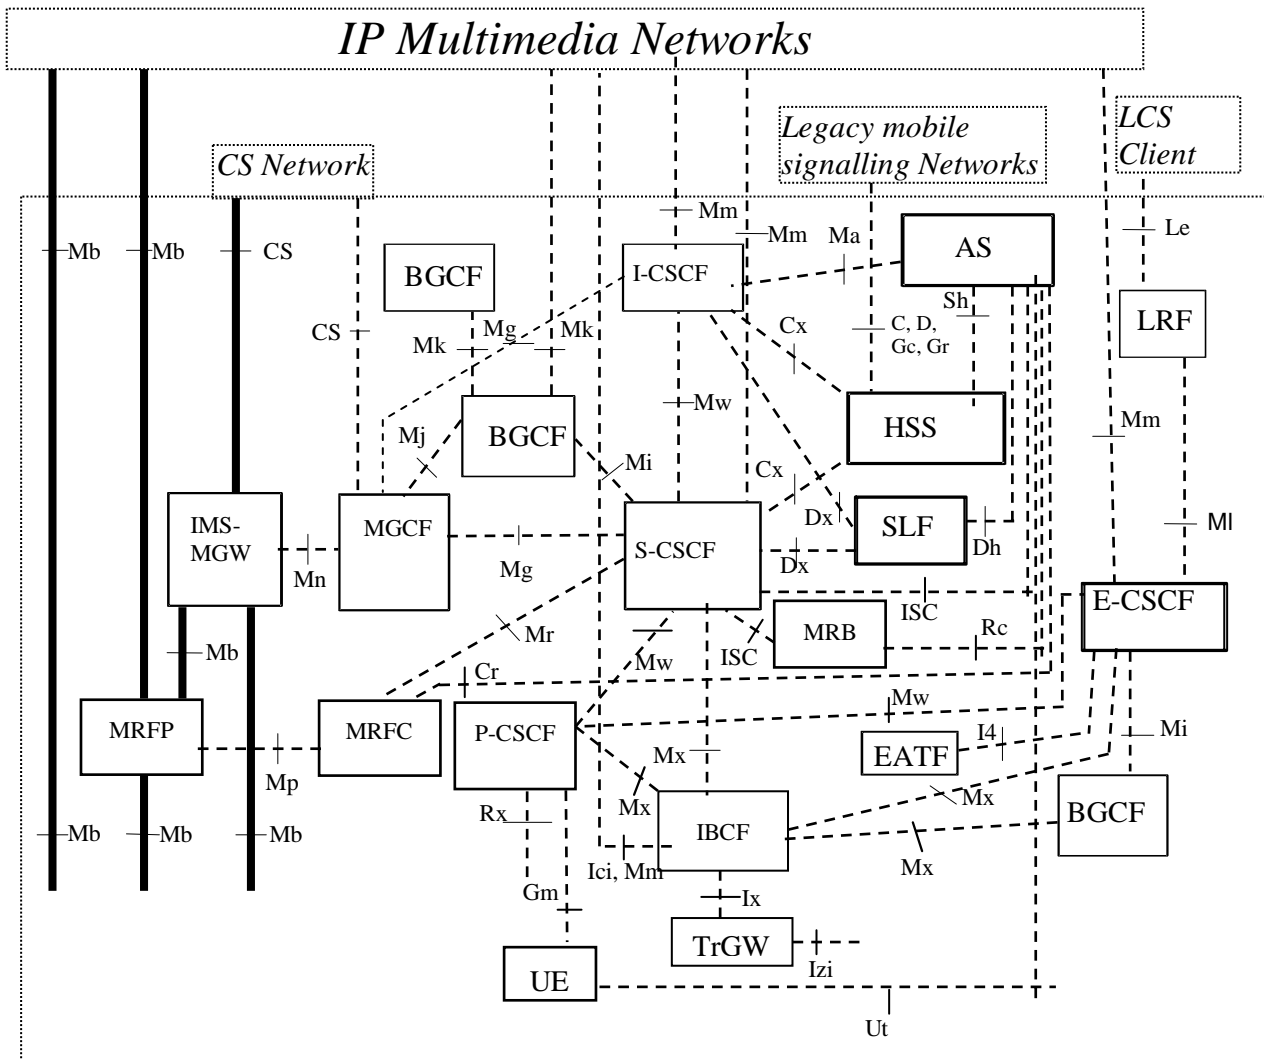 IP Multimedia Networks
Legacy mobile
signalling Networks
LCS
Client
CS Network
Mb
Mb
CS
Mm
Mm
Ma
AS
Le
BGCF
I-CSCF
Sh
LRF
CS
Mk
Mg
Mk
Cx
C, D,
Gc, Gr
Mw
Mj
BGCF
Mi
HSS
Mm
Cx
IMS-
MGW
MGCF
S-CSCF
Dx
SLF
Dh
Ml
Mn
Mg
Dx
E-CSCF
ISC
Mr
MRB
Rc
Mb
Mw
ISC
Cr
Mw
MRFP
MRFC
P-CSCF
I4
Mi
EATF
Mx
Mp
Mx
Mx
BGCF
Rx
Mb
Mb
Mb
IBCF
Mx
Ici, Mm
Gm
Ix
TrGW
Izi
UE
Ut